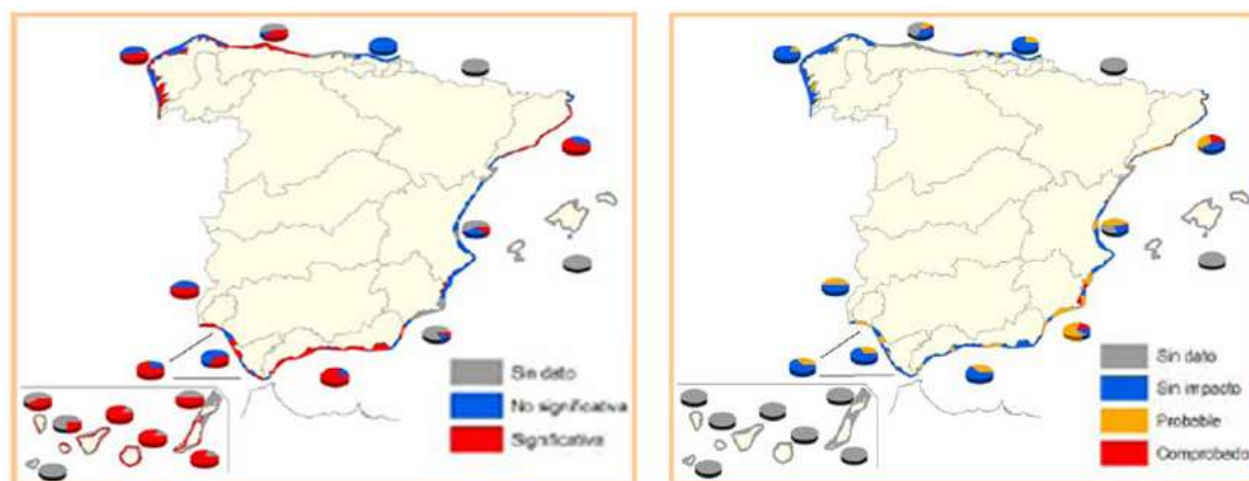 Sin dato
No significativa
Significativa
Sin dato
Sin impacto
Probable
Comprobado